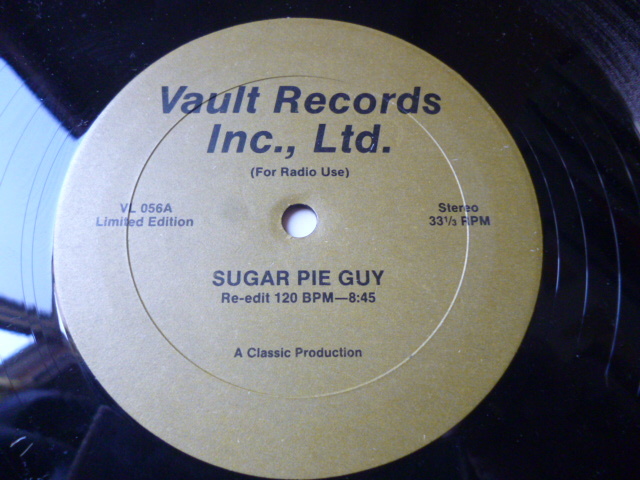 Vault Records
Inc., Ltd.
(For Radio Use)
VL 056A
Limited Edition
Stereo
33⅓ RPM
SUGAR PIE GUY
Re-edit 120 BPM—8:45
A Classic Production